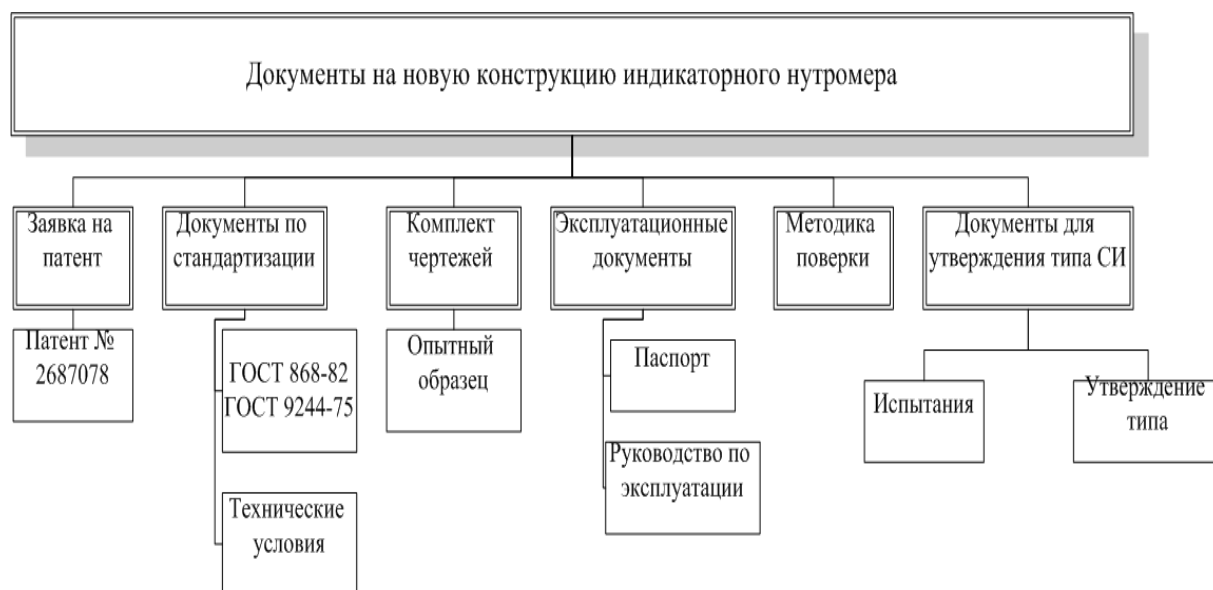 Документы на новую конструкцию индикаторного нутромера
Заявка на
патент
Документы по
стандартизации
Комплект
чертежей
Эксплуатационные
документы
Методика
поверки
Документы для
утверждения типа СИ
Патент №
2687078
ГОСТ 868-82
ГОСТ 9244-75
Технические
условия
Опытный
образец
Паспорт
Руководство по
эксплуатации
Испытания
Утверждение
типа